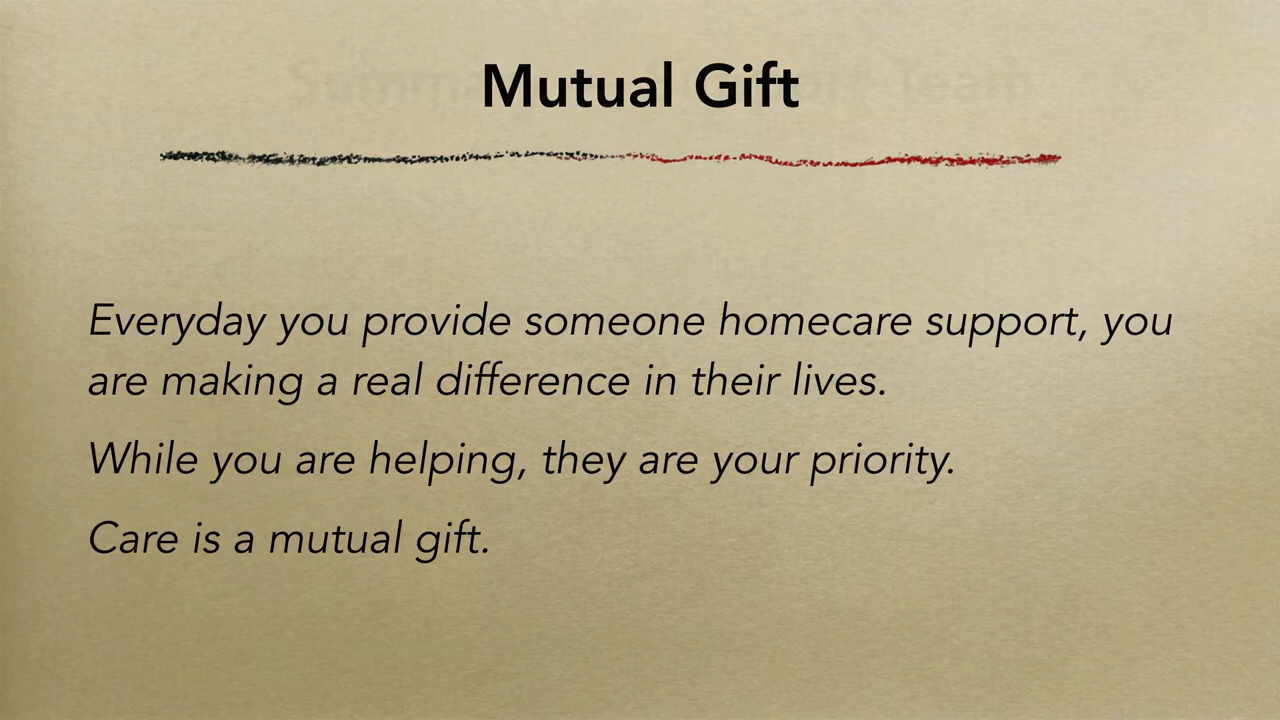 Mutual Gift
Everyday you provide someone homecare support, you
are making a real difference in their lives.
While you are helping, they are your priority.
Care is a mutual gift.